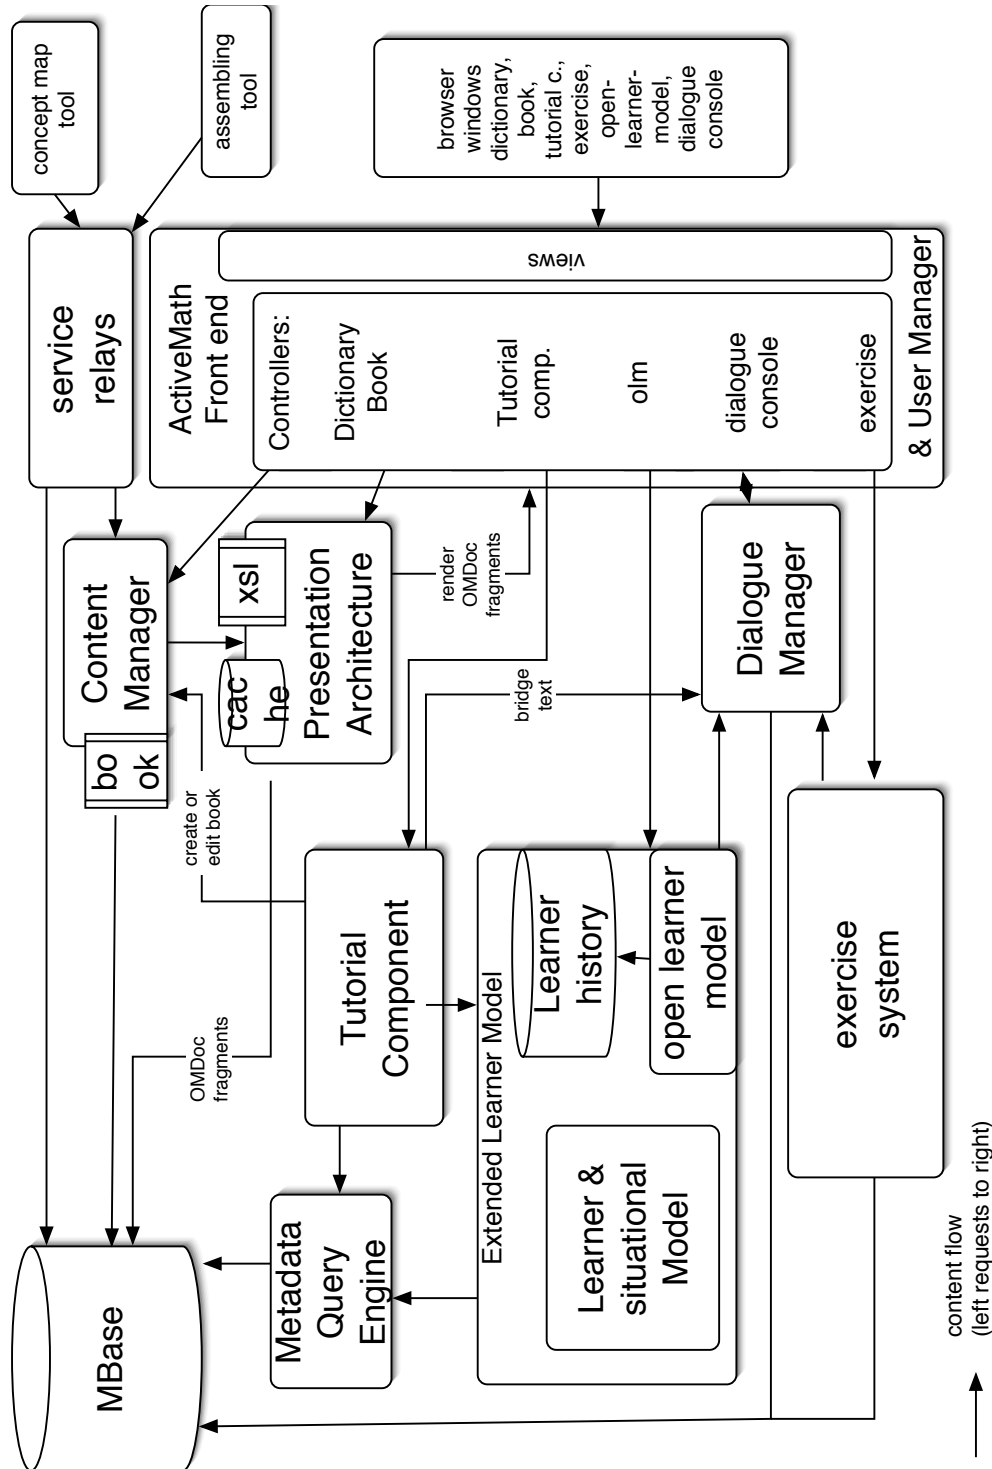 concept map
tool
assembling
tool
browser
windows
dictionary,
book,
tutorial c.,
exercise,
open-
learner-
model,
dialogue
console
service
relays
ActiveMath
Front end
views
Controllers:
Dictionary
Book
Tutorial
comp.
olm
dialogue
console
exercise
& User Manager
Content
Manager
bo
ok
xsl
cac
he
Presentation
Architecture
render
OMDoc
fragments
Dialogue
Manager
bridge
text
create or
edit book
Tutorial
Component
OMDoc
fragments
Extended Learner Model
Learner
history
open learner
model
Learner &
situational
Model
exercise
system
Metadata
Query
Engine
MBase
content flow
(left requests to right)